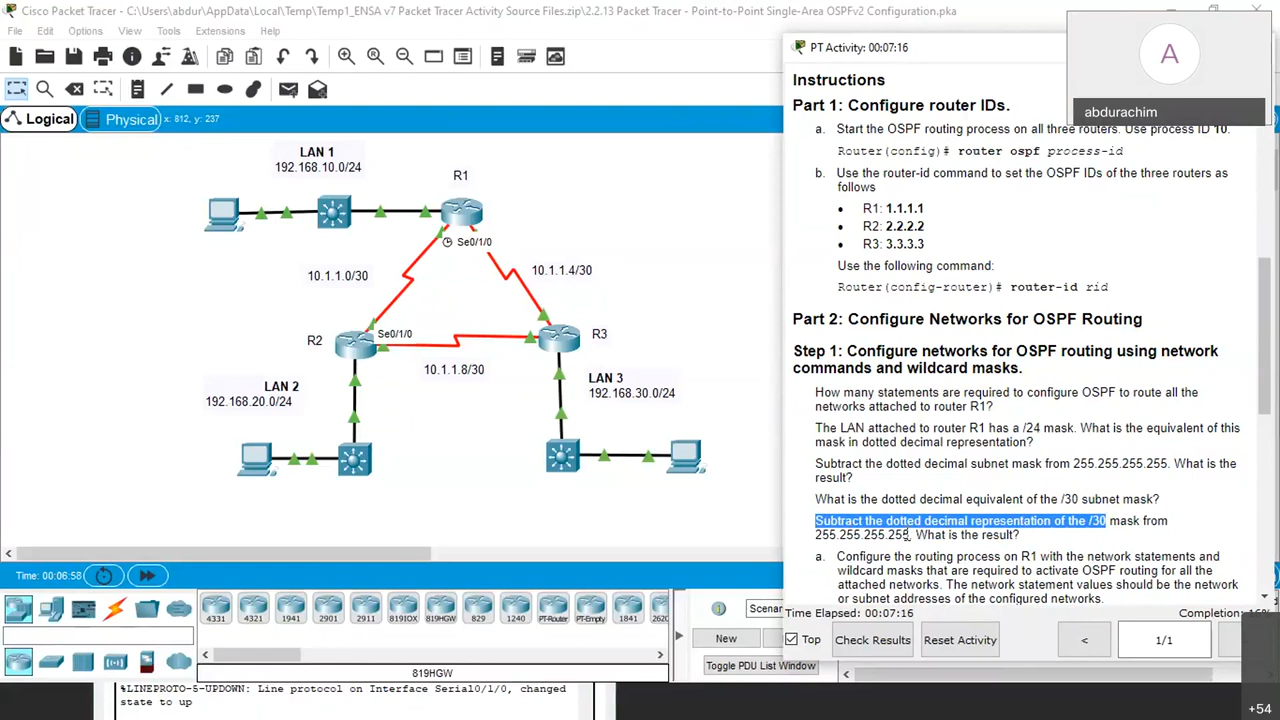 Cisco Packet Tracer - C:\Users\abdur\AppData\Local\Temp\Temp1_ENSA v7 Packet Tracer Activity Source Files.zip\2.2.13 Packet Tracer - Point-to-Point Single-Area OSPFv2 Configuration.pka
File Edit Options View Tools Extensions Help
Logical Physical x: 812, y: 237
LAN 1
192.168.10.0/24
R1
Se0/1/0
10.1.1.0/30
10.1.1.4/30
R2
Se0/1/0
R3
10.1.1.8/30
LAN 2
192.168.20.0/24
LAN 3
192.168.30.0/24
Time: 00:06:58
4331 4321 1941 2901 2911 819IOX 819HGW 829 1240 PT-Router PT-Empty 1841 2620
819HGW
Scenar
New
Toggle PDU List Window
%LINEPROTO-5-UPDOWN: Line protocol on Interface Serial0/1/0, changed
state to up
PT Activity: 00:07:16
A
abdurachim
Instructions
Part 1: Configure router IDs.
a. Start the OSPF routing process on all three routers. Use process ID 10.
Router(config)# router ospf process-id
b. Use the router-id command to set the OSPF IDs of the three routers as
follows
• R1: 1.1.1.1
• R2: 2.2.2.2
• R3: 3.3.3.3
Use the following command:
Router(config-router)# router-id rid
Part 2: Configure Networks for OSPF Routing
Step 1: Configure networks for OSPF routing using network
commands and wildcard masks.
How many statements are required to configure OSPF to route all the
networks attached to router R1?
The LAN attached to router R1 has a /24 mask. What is the equivalent of this
mask in dotted decimal representation?
Subtract the dotted decimal subnet mask from 255.255.255.255. What is the
result?
What is the dotted decimal equivalent of the /30 subnet mask?
Subtract the dotted decimal representation of the /30 mask from
255.255.255.255. What is the result?
a. Configure the routing process on R1 with the network statements and
wildcard masks that are required to activate OSPF routing for all the
attached networks. The network statement values should be the network
or subnet addresses of the configured networks.
Time Elapsed: 00:07:16 Completion: 16%
Top Check Results Reset Activity < 1/1
+54